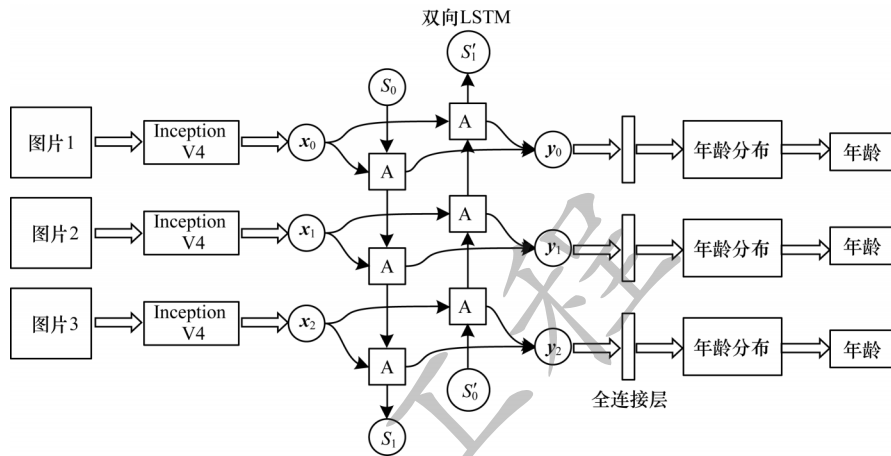 双向LSTM
S′₁
S₀
图片1
Inception
V4
x₀
A
A
y₀
年龄分布
年龄
图片2
Inception
V4
x₁
A
A
y₁
年龄分布
年龄
图片3
Inception
V4
x₂
A
A
y₂
年龄分布
年龄
S′₀
全连接层
S₁
工程